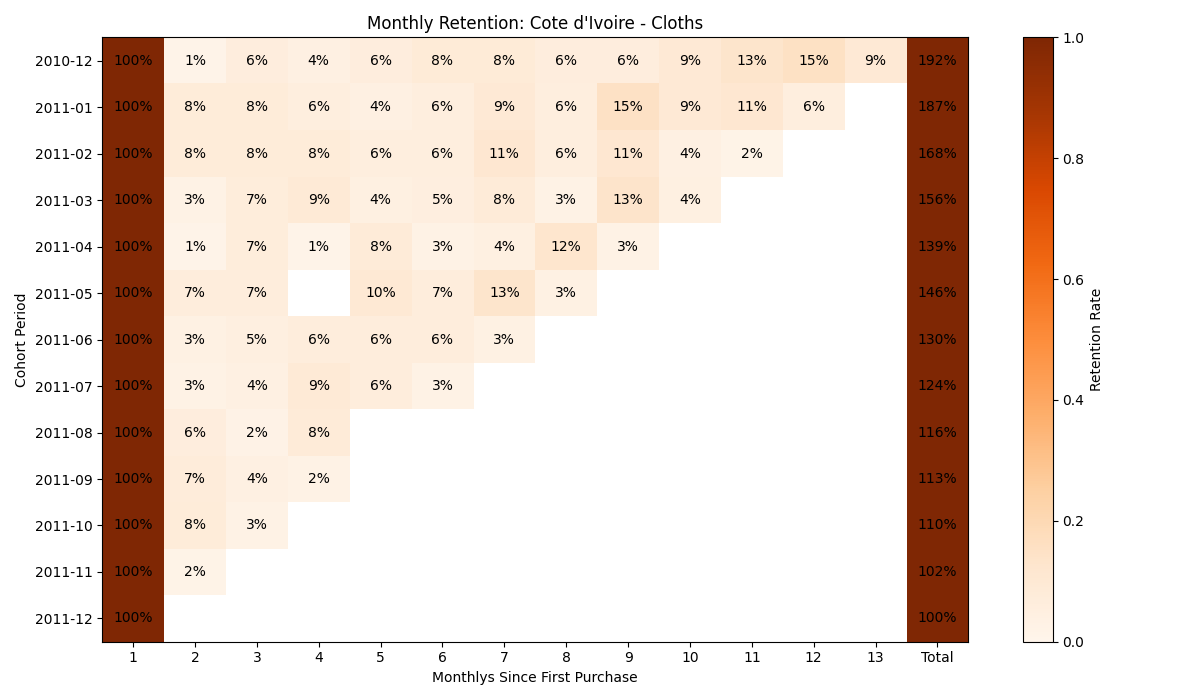 Monthly Retention: Cote d'Ivoire - Cloths
2010-12 100% 1% 6% 4% 6% 8% 8% 6% 6% 9% 13% 15% 9% 192%
2011-01 100% 8% 8% 6% 4% 6% 9% 6% 15% 9% 11% 6% 187%
2011-02 100% 8% 8% 8% 6% 6% 11% 6% 11% 4% 2% 168%
2011-03 100% 3% 7% 9% 4% 5% 8% 3% 13% 4% 156%
2011-04 100% 1% 7% 1% 8% 3% 4% 12% 3% 139%
2011-05 100% 7% 7% 10% 7% 13% 3% 146%
2011-06 100% 3% 5% 6% 6% 6% 3% 130%
2011-07 100% 3% 4% 9% 6% 3% 124%
2011-08 100% 6% 2% 8% 116%
2011-09 100% 7% 4% 2% 113%
2011-10 100% 8% 3% 110%
2011-11 100% 2% 102%
2011-12 100% 100%
1 2 3 4 5 6 7 8 9 10 11 12 13 Total
Monthlys Since First Purchase
Cohort Period
1.0
0.8
0.6
0.4
0.2
0.0
Retention Rate